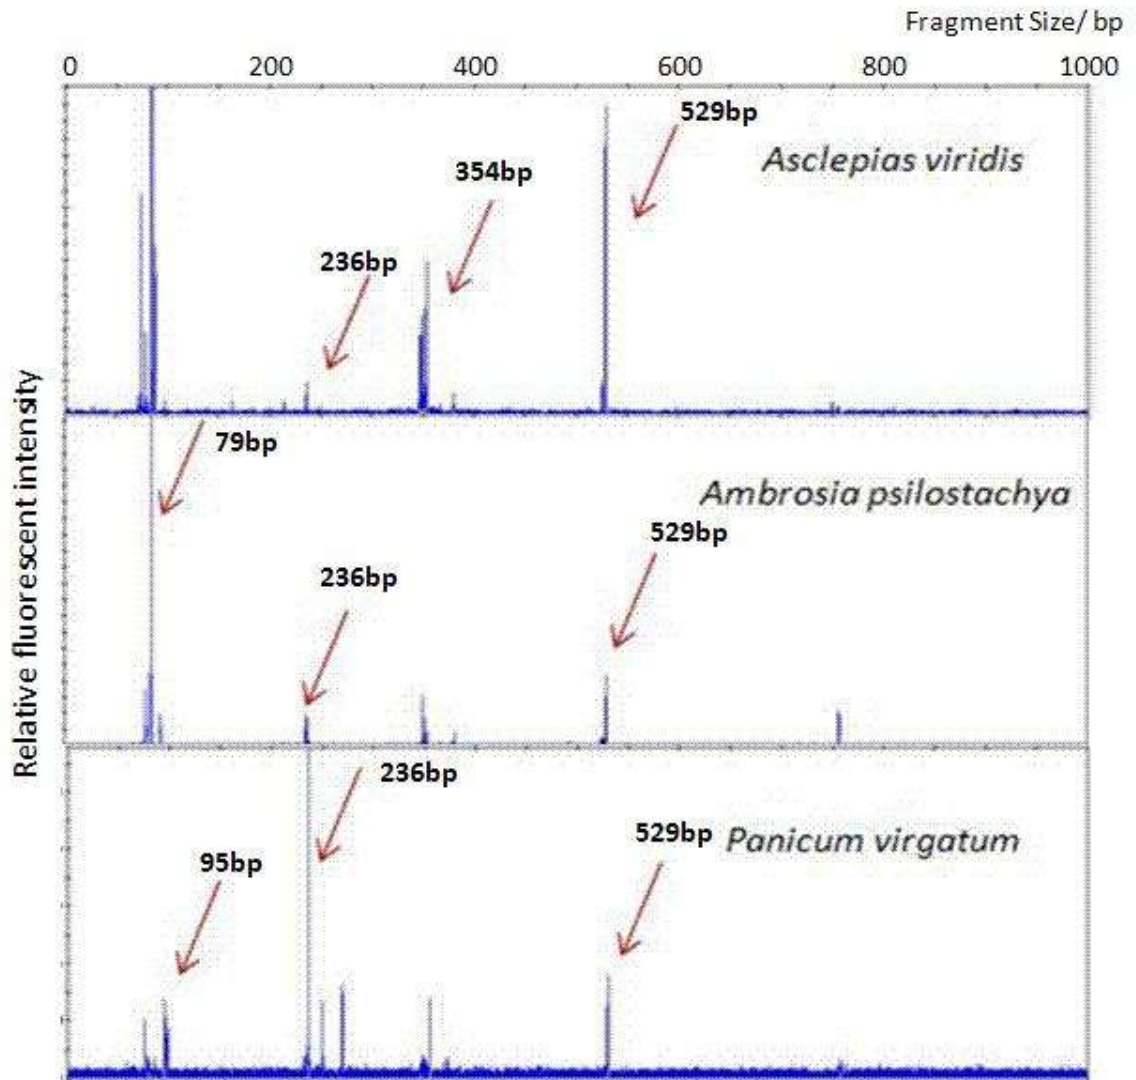 Fragment Size/ bp
0 200 400 600 800 1000
529bp
Asclepias viridis
354bp
236bp
79bp
Ambrosia psilostachya
529bp
236bp
236bp
529bp
Panicum virgatum
95bp
Relative fluorescent intensity